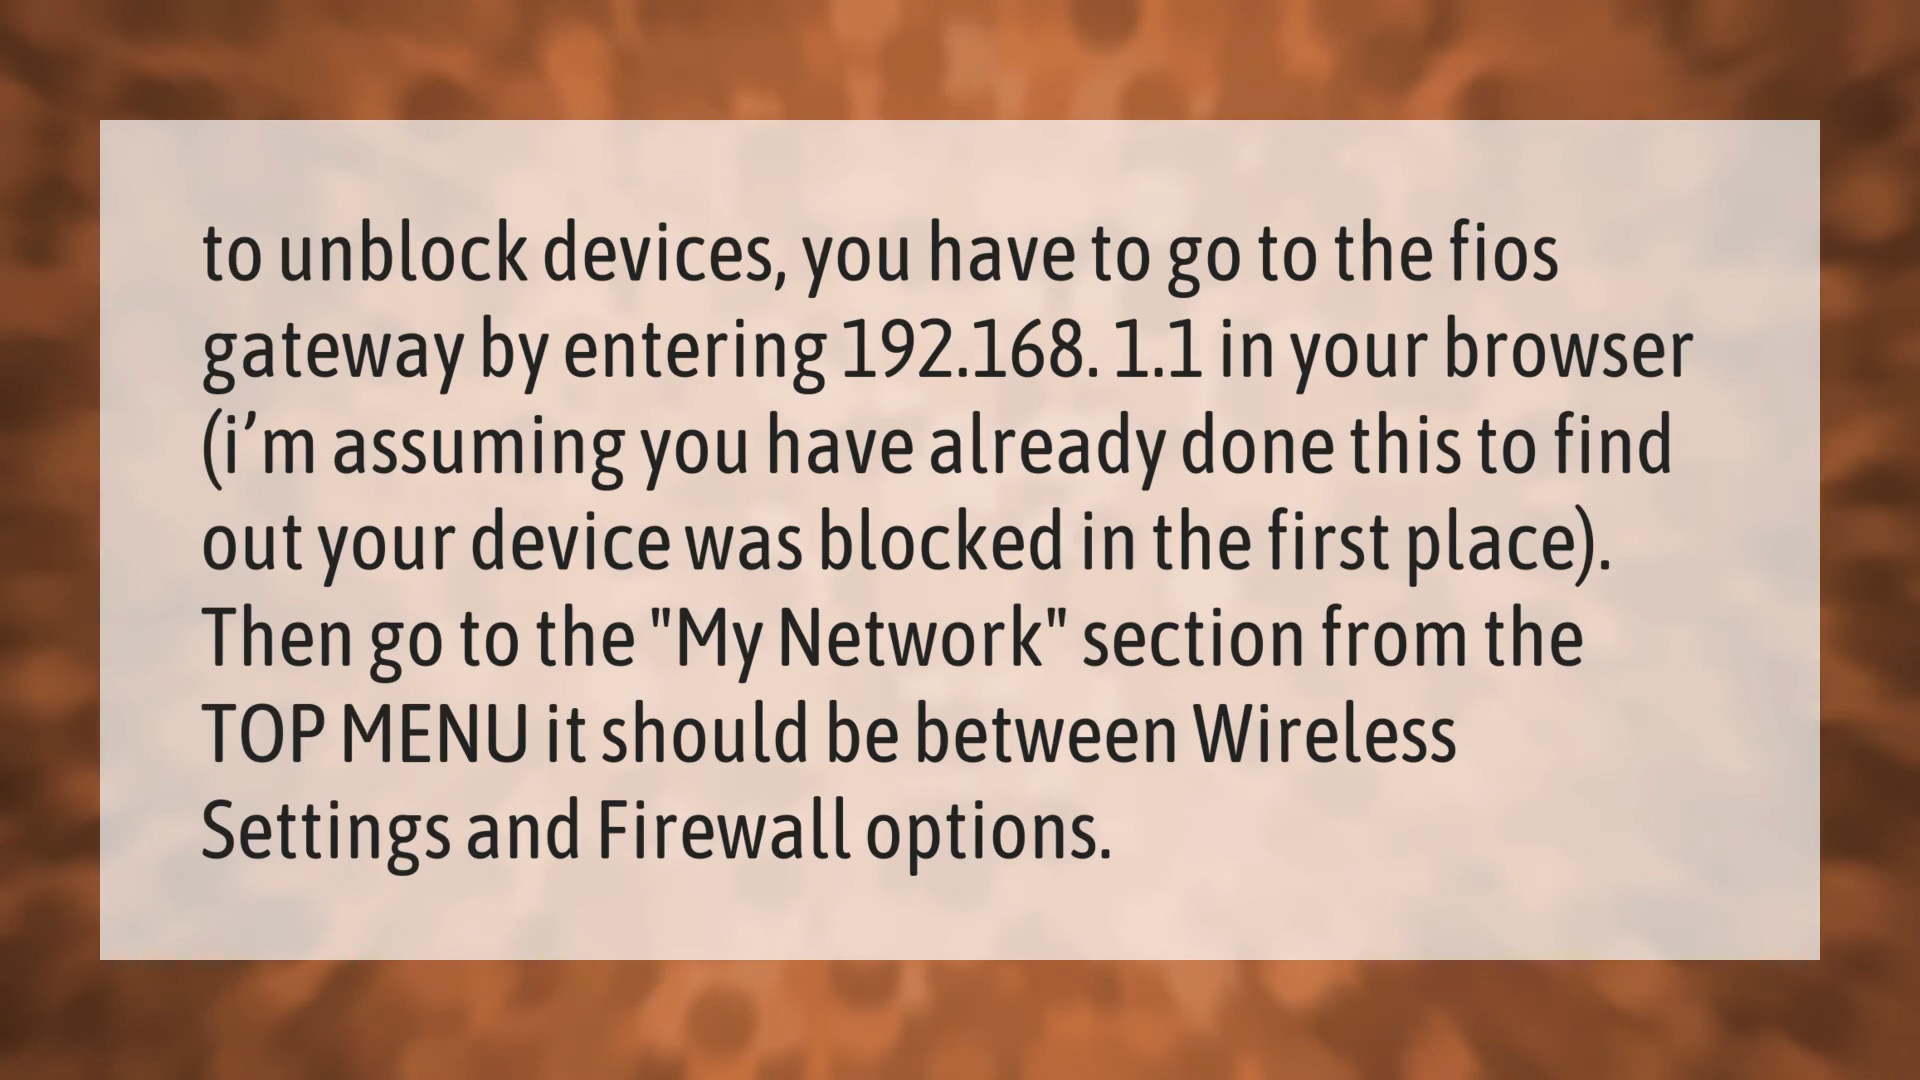 to unblock devices, you have to go to the fios
gateway by entering 192.168. 1.1 in your browser
(i’m assuming you have already done this to find
out your device was blocked in the first place).
Then go to the "My Network" section from the
TOP MENU it should be between Wireless
Settings and Firewall options.